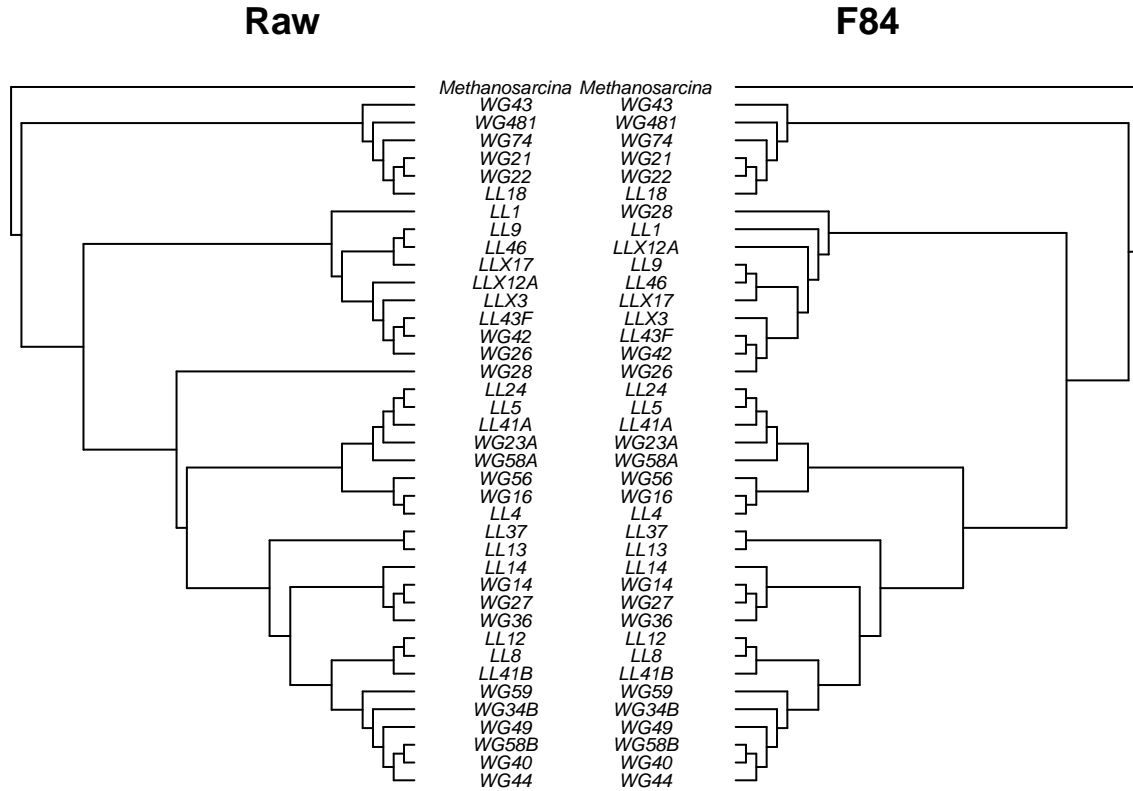 Raw F84
Methanosarcina Methanosarcina
WG43 WG43
WG481 WG481
WG74 WG74
WG21 WG21
WG22 WG22
LL18 LL18
LL1 WG28
LL9 LL1
LL46 LLX12A
LLX17 LL9
LLX12A LL46
LLX3 LLX17
LL43F LLX3
WG42 LL43F
WG26 WG42
WG28 WG26
LL24 LL24
LL5 LL5
LL41A LL41A
WG23A WG23A
WG58A WG58A
WG56 WG56
WG16 WG16
LL4 LL4
LL37 LL37
LL13 LL13
LL14 LL14
WG14 WG14
WG27 WG27
WG36 WG36
LL12 LL12
LL8 LL8
LL41B LL41B
WG59 WG59
WG34B WG34B
WG49 WG49
WG58B WG58B
WG40 WG40
WG44 WG44